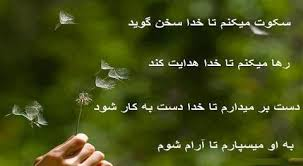 سکوت میکنم تا خدا سخن گوید
رها میکنم تا خدا هدایت کند
دست بر میدارم تا خدا دست به کار شود
به او میسپارم تا آرام شوم